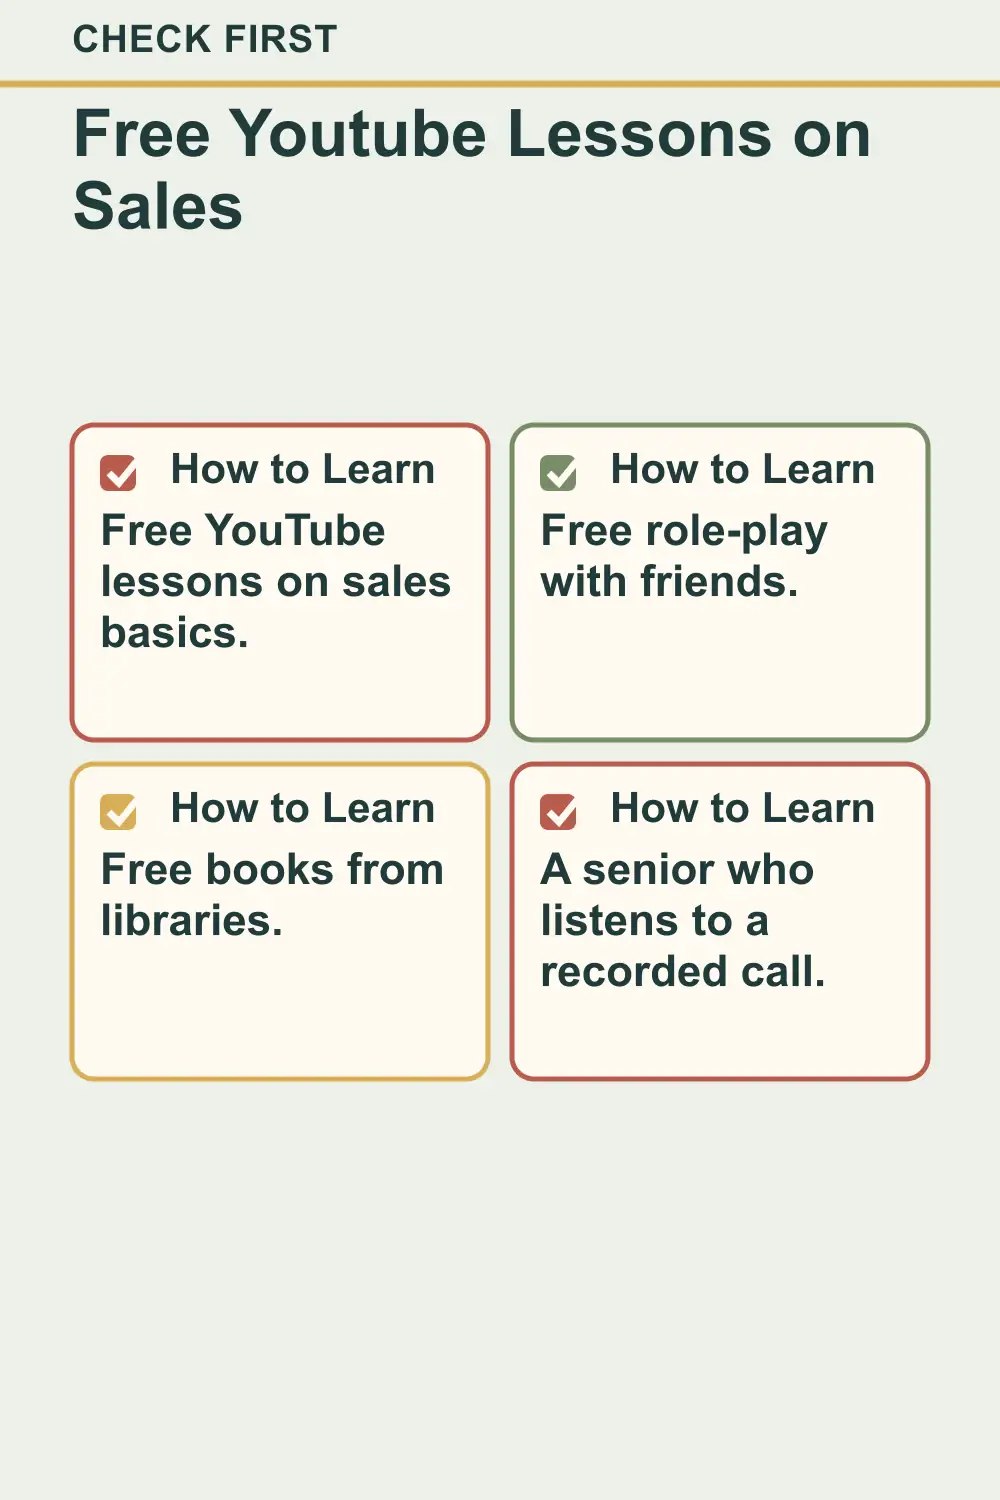 CHECK FIRST
Free Youtube Lessons on
Sales
How to Learn
Free YouTube
lessons on sales
basics.
How to Learn
Free role-play
with friends.
How to Learn
Free books from
libraries.
How to Learn
A senior who
listens to a
recorded call.